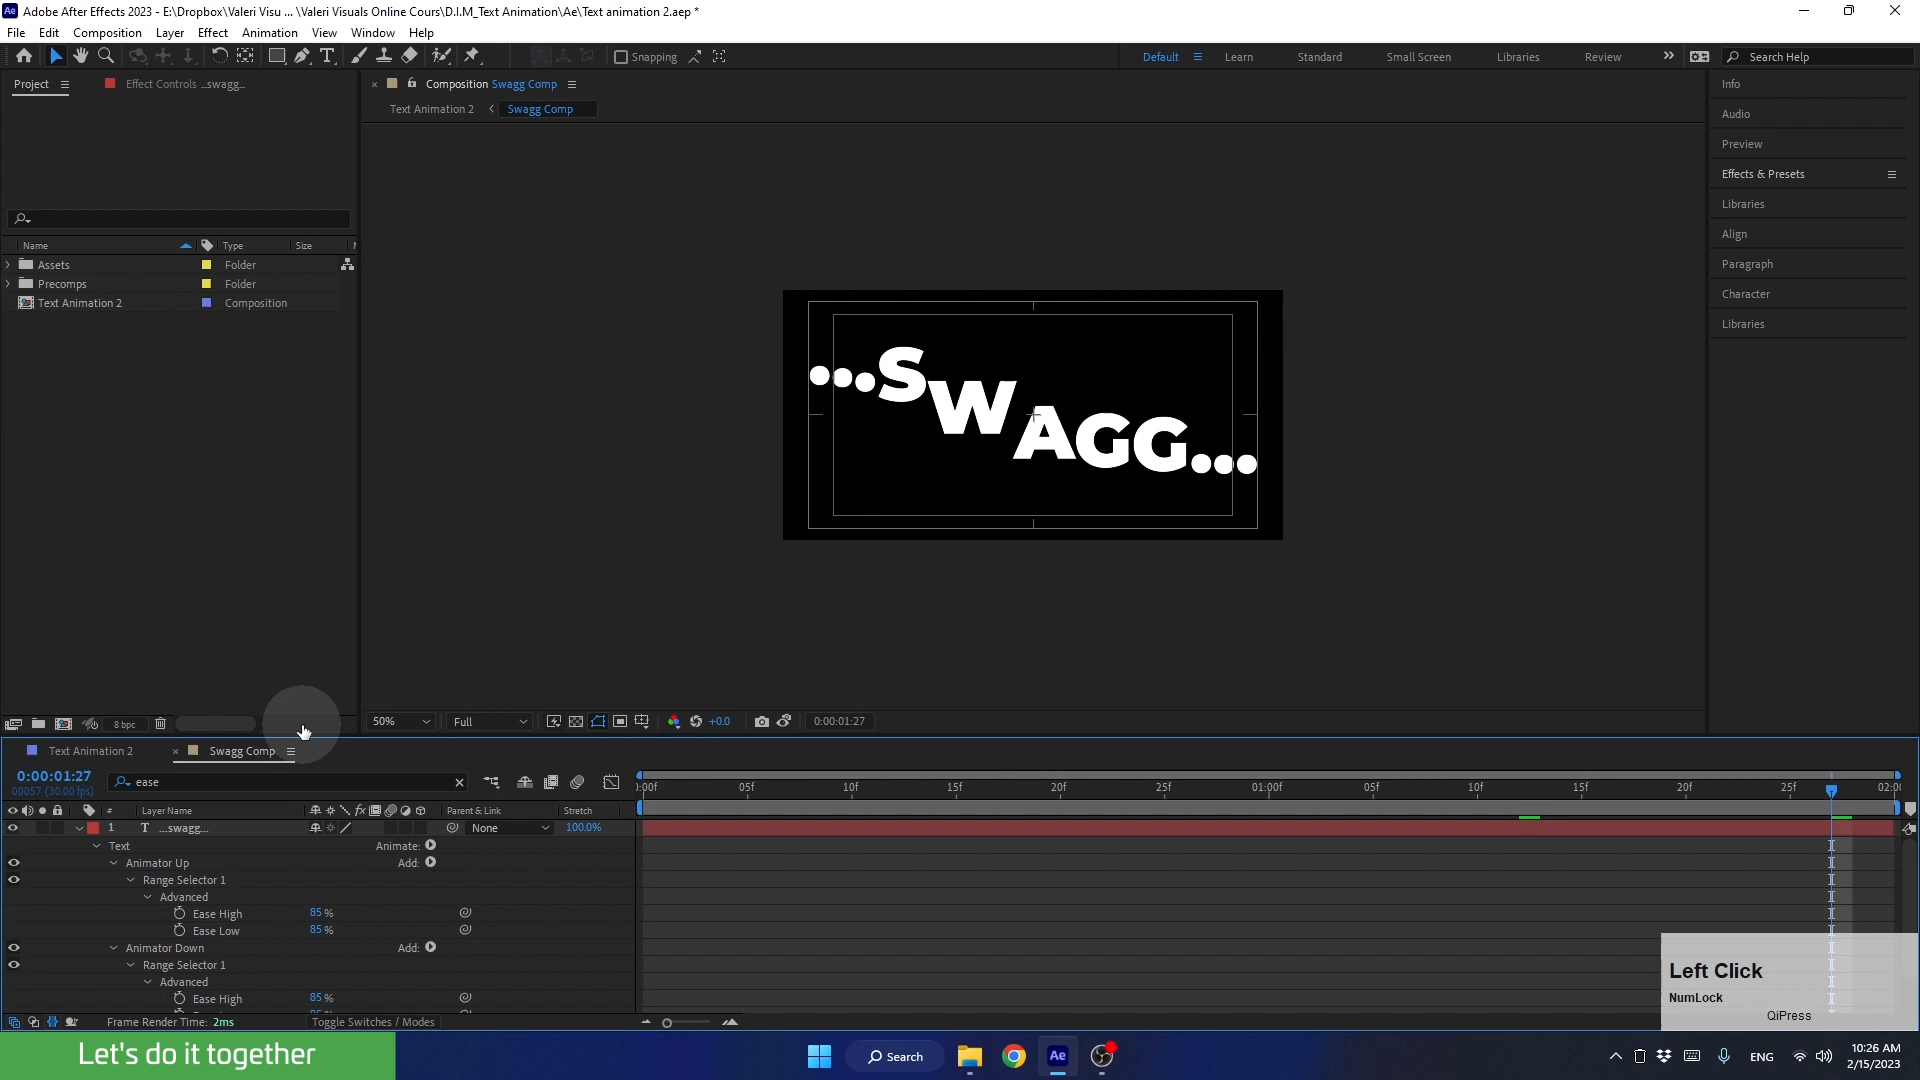 Adobe After Effects 2023 - E:\Dropbox\Valeri Visu ... \Valeri Visuals Online Cours\D.I.M_Text Animation\Ae\Text animation 2.aep *
File Edit Composition Layer Effect Animation View Window Help
Snapping Default Learn Standard Small Screen Libraries Review Search Help
Project Effect Controls ...swagg...
Composition Swagg Comp
Text Animation 2 Swagg Comp
Info
Audio
Preview
Effects & Presets
Libraries
Align
Paragraph
Character
Libraries
Name Type Size
Assets Folder
Precomps Folder
Text Animation 2 Composition
...SWAGG...
8 bpc
50% Full +0.0 0:00:01:27
Text Animation 2 Swagg Comp
0:00:01:27
00057 (30.00 fps)
ease
:00f 05f 10f 15f 20f 25f 01:00f 05f 10f 15f 20f 25f 02:0
# Layer Name fx Parent & Link Stretch
1 T ...swagg... None 100.0%
Text Animate:
Animator Up Add:
Range Selector 1
Advanced
Ease High 85 %
Ease Low 85 %
Animator Down Add:
Range Selector 1
Advanced
Ease High 85 %
Frame Render Time: 2ms Toggle Switches / Modes
Left Click
NumLock
QiPress
Let's do it together
Search
Ae
ENG
10:26 AM
2/15/2023